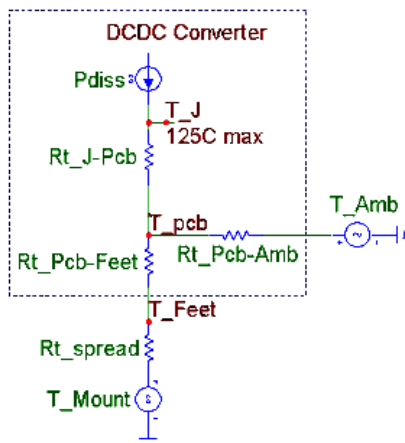 DCDC Converter
Pdiss
T_J
125C max
Rt_J-Pcb
T_pcb
T_Amb
Rt_Pcb-Feet
Rt_Pcb-Amb
T_Feet
Rt_spread
T_Mount